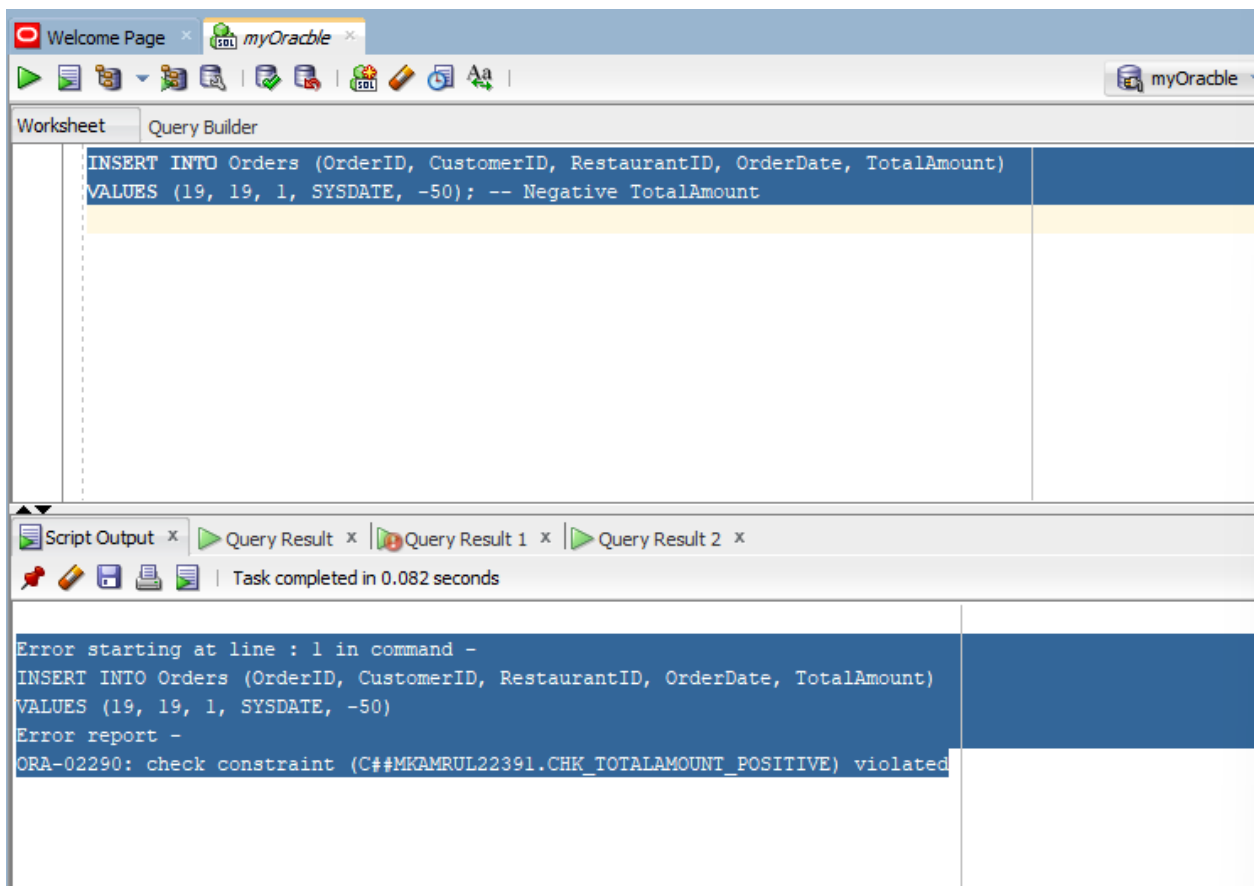 Welcome Page
myOracble
myOracble
Worksheet
Query Builder
INSERT INTO Orders (OrderID, CustomerID, RestaurantID, OrderDate, TotalAmount)
VALUES (19, 19, 1, SYSDATE, -50); -- Negative TotalAmount
Script Output
Query Result
Query Result 1
Query Result 2
Task completed in 0.082 seconds
Error starting at line : 1 in command -
INSERT INTO Orders (OrderID, CustomerID, RestaurantID, OrderDate, TotalAmount)
VALUES (19, 19, 1, SYSDATE, -50)
Error report -
ORA-02290: check constraint (C##MKAMRUL22391.CHK_TOTALAMOUNT_POSITIVE) violated